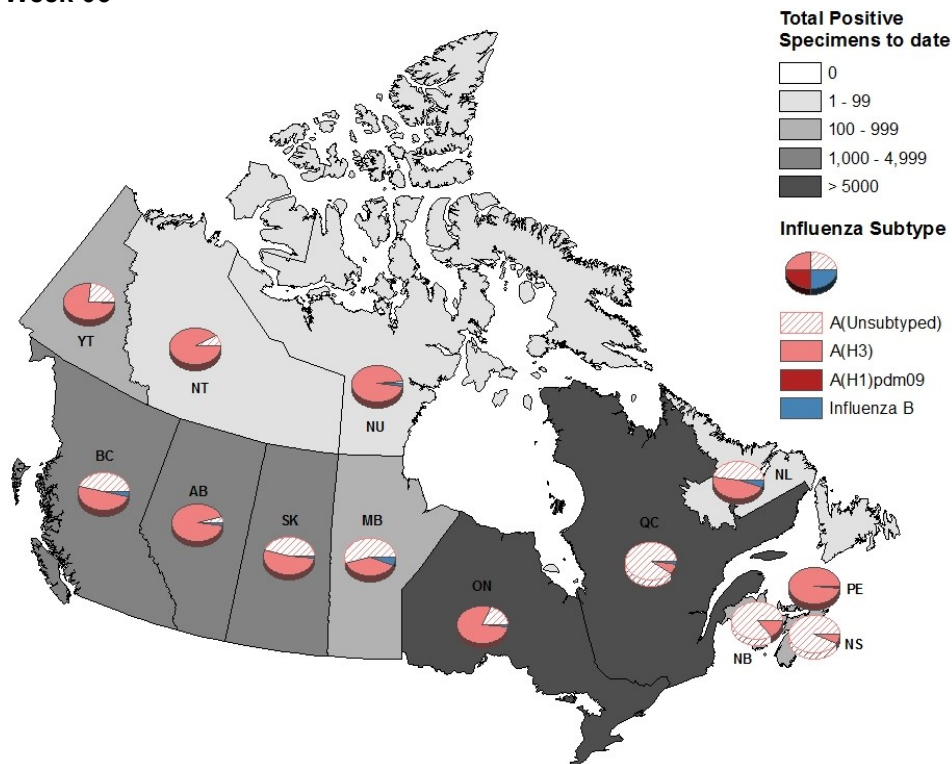 Total Positive
Specimens to date
0
1 - 99
100 - 999
1,000 - 4,999
> 5000
Influenza Subtype
A(Unsubtyped)
A(H3)
A(H1)pdm09
Influenza B
YT
NT
NU
BC
AB
SK
MB
ON
QC
NL
PE
NB
NS